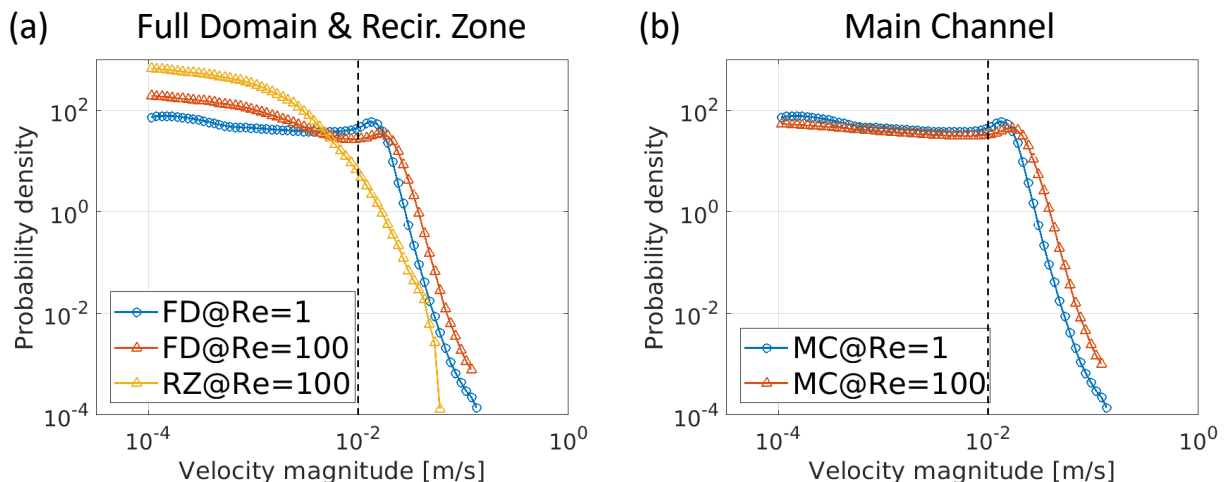 (a) Full Domain & Recir. Zone
Probability density
10^2
10^0
10^-2
10^-4
FD@Re=1
FD@Re=100
RZ@Re=100
10^-4 10^-2 10^0
Velocity magnitude [m/s]
(b) Main Channel
Probability density
10^2
10^0
10^-2
10^-4
MC@Re=1
MC@Re=100
10^-4 10^-2 10^0
Velocity magnitude [m/s]